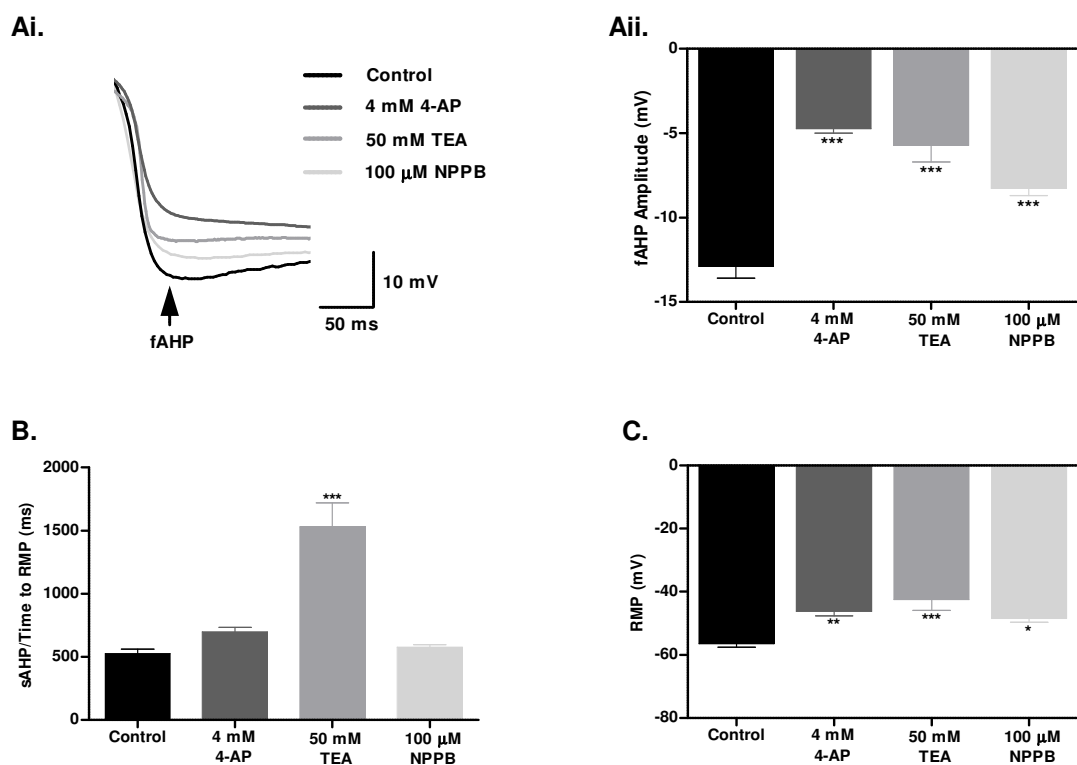 Ai.
Control
4 mM 4-AP
50 mM TEA
100 µM NPPB
10 mV
50 ms
fAHP
Aii.
fAHP Amplitude (mV)
0
-5
-10
-15
***
***
***
Control
4 mM
4-AP
50 mM
TEA
100 µM
NPPB
B.
sAHP/Time to RMP (ms)
2000
1500
1000
500
0
***
Control
4 mM
4-AP
50 mM
TEA
100 µM
NPPB
C.
RMP (mV)
0
-20
-40
-60
-80
**
***
*
Control
4 mM
4-AP
50 mM
TEA
100 µM
NPPB